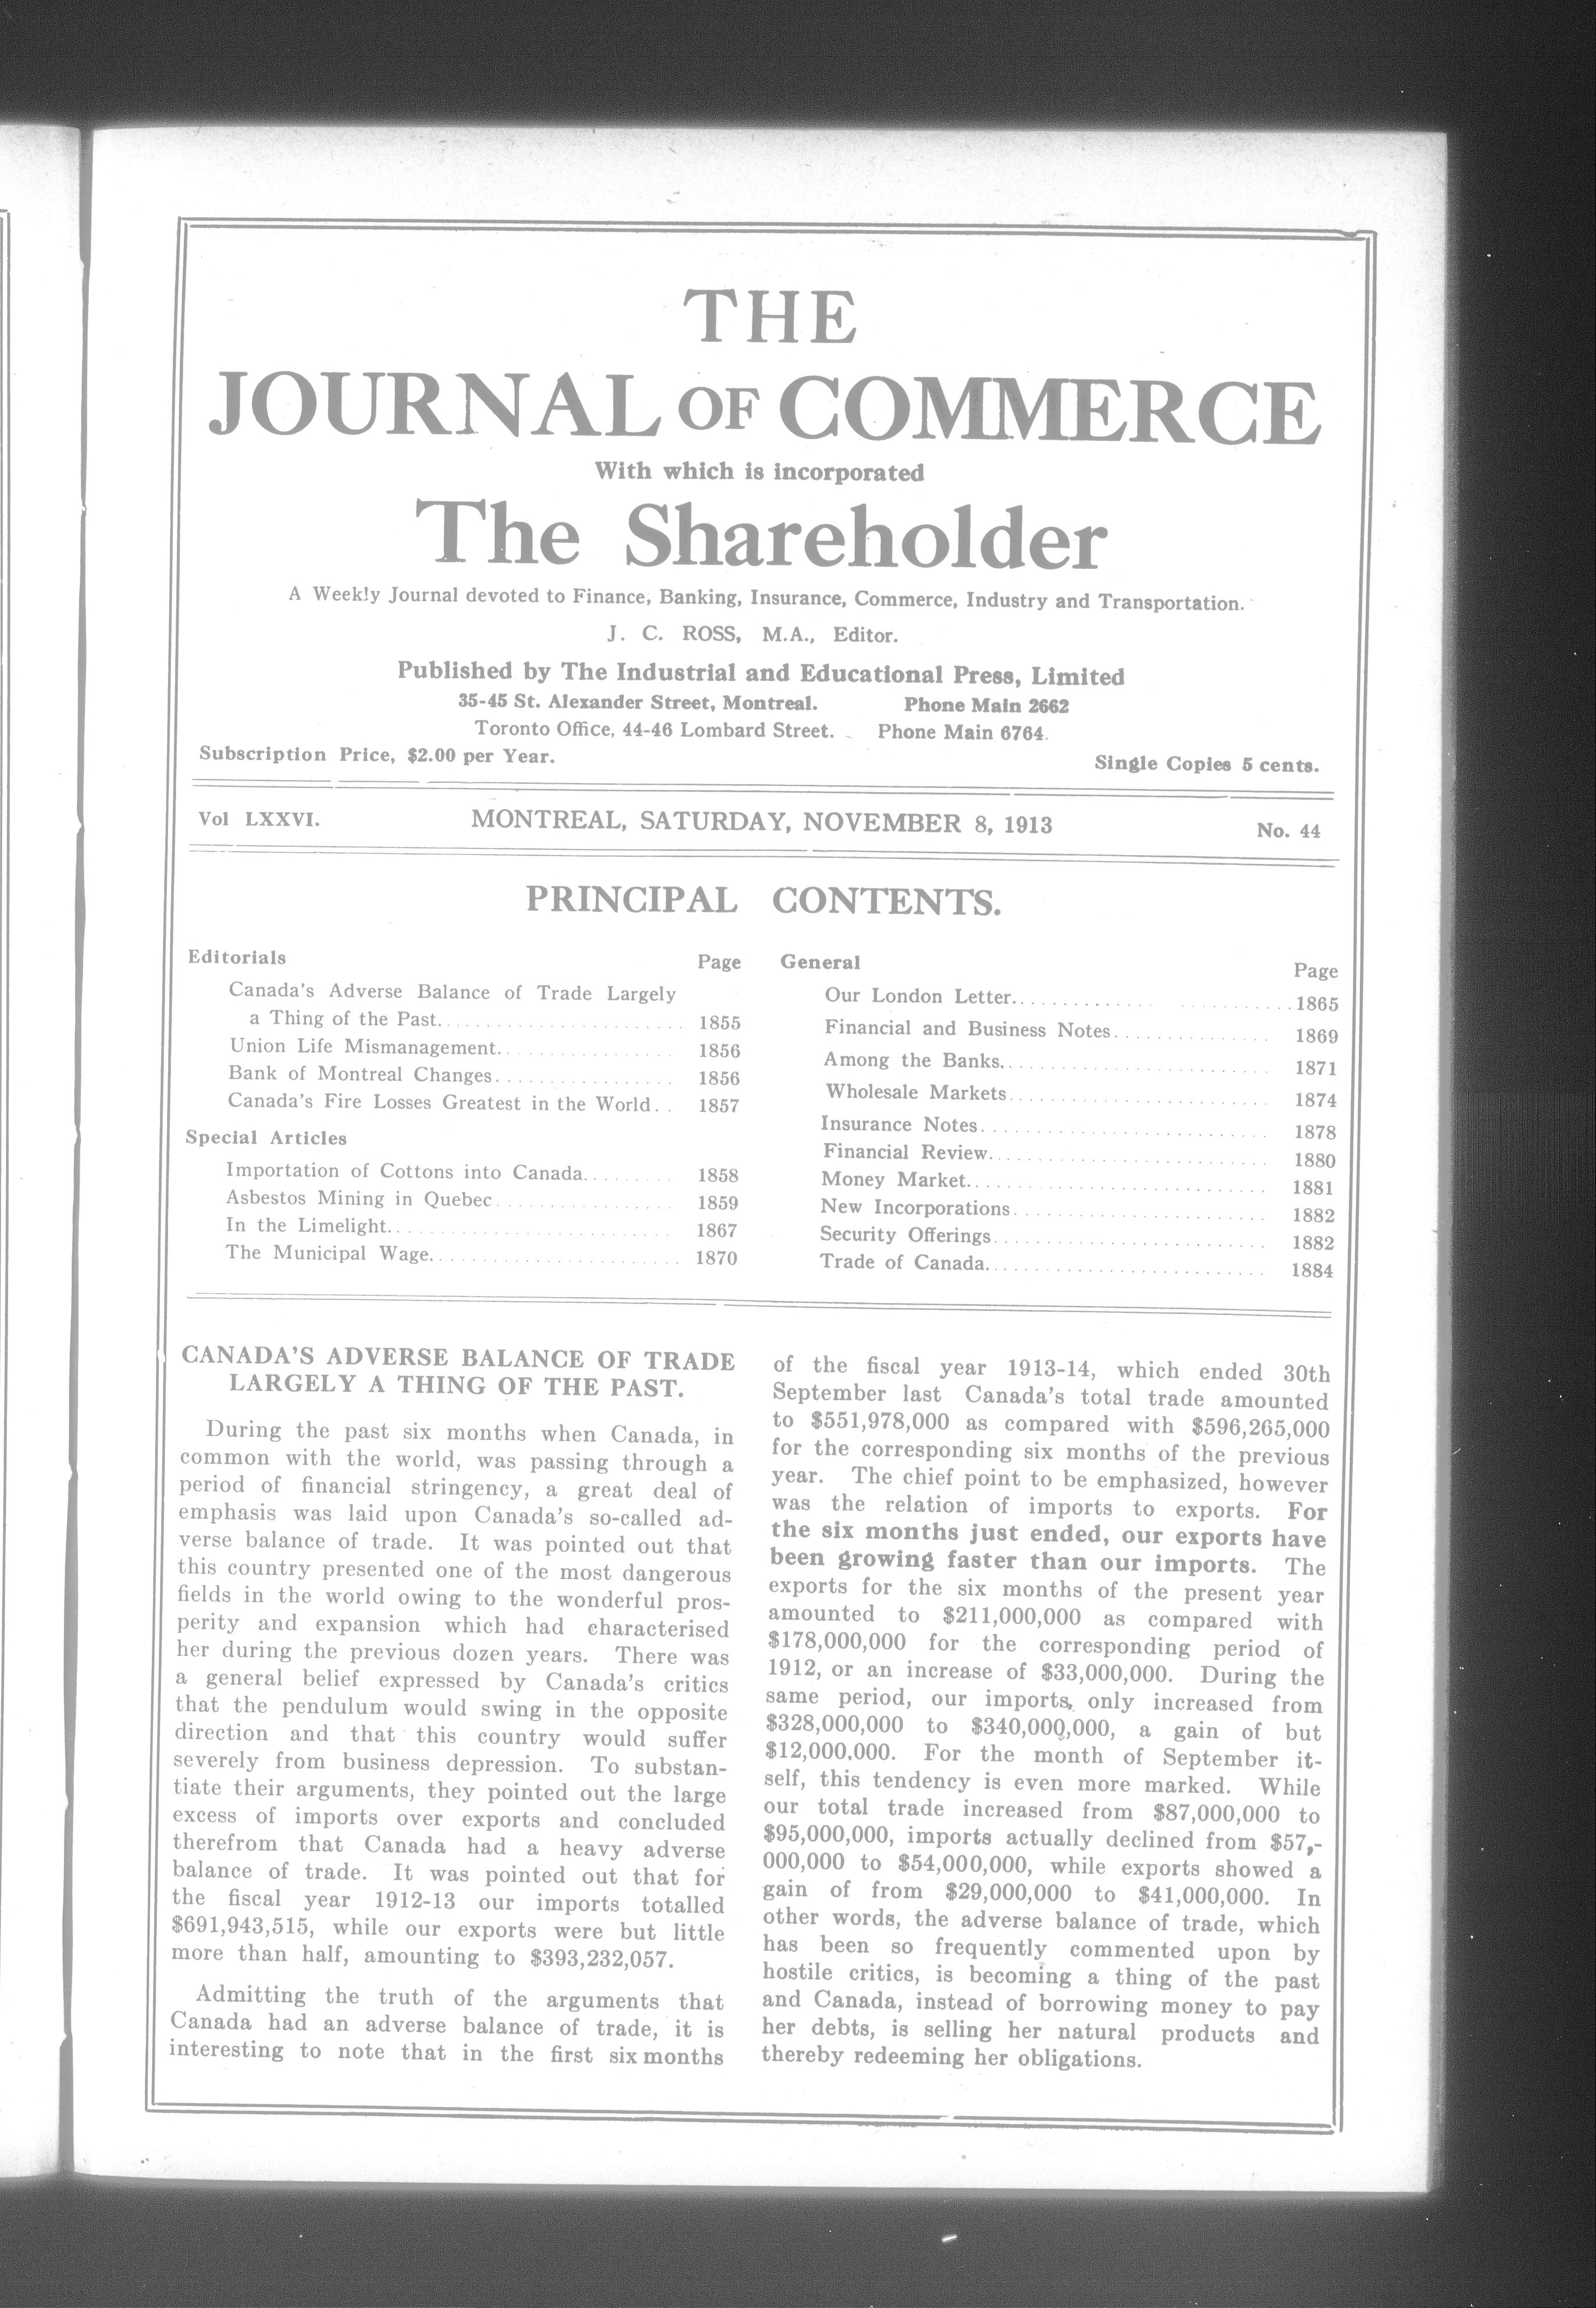 THE
JOURNAL OF COMMERCE
With which is incorporated
The Shareholder
A Weekly Journal devoted to Finance, Banking, Insurance, Commerce, Industry and Transportation.
J. C. ROSS, M.A., Editor.
Published by The Industrial and Educational Press, Limited
35-45 St. Alexander Street, Montreal. Phone Main 2662
Toronto Office, 44-46 Lombard Street. Phone Main 6764.
Subscription Price, $2.00 per Year. Single Copies 5 cents.
Vol LXXVI. MONTREAL, SATURDAY, NOVEMBER 8, 1913 No. 44
PRINCIPAL CONTENTS.
Editorials Page
Canada's Adverse Balance of Trade Largely
a Thing of the Past. 1855
Union Life Mismanagement. 1856
Bank of Montreal Changes. 1856
Canada's Fire Losses Greatest in the World. 1857
Special Articles
Importation of Cottons into Canada. 1858
Asbestos Mining in Quebec 1859
In the Limelight. 1867
The Municipal Wage. 1870
General Page
Our London Letter. 1865
Financial and Business Notes 1869
Among the Banks. 1871
Wholesale Markets 1874
Insurance Notes 1878
Financial Review. 1880
Money Market. 1881
New Incorporations 1882
Security Offerings 1882
Trade of Canada. 1884
CANADA'S ADVERSE BALANCE OF TRADE
LARGELY A THING OF THE PAST.
During the past six months when Canada, in
common with the world, was passing through a
period of financial stringency, a great deal of
emphasis was laid upon Canada's so-called ad-
verse balance of trade. It was pointed out that
this country presented one of the most dangerous
fields in the world owing to the wonderful pros-
perity and expansion which had characterised
her during the previous dozen years. There was
a general belief expressed by Canada's critics
that the pendulum would swing in the opposite
direction and that this country would suffer
severely from business depression. To substan-
tiate their arguments, they pointed out the large
excess of imports over exports and concluded
therefrom that Canada had a heavy adverse
balance of trade. It was pointed out that for
the fiscal year 1912-13 our imports totalled
$691,943,515, while our exports were but little
more than half, amounting to $393,232,057.
Admitting the truth of the arguments that
Canada had an adverse balance of trade, it is
interesting to note that in the first six months
of the fiscal year 1913-14, which ended 30th
September last Canada's total trade amounted
to $551,978,000 as compared with $596,265,000
for the corresponding six months of the previous
year. The chief point to be emphasized, however
was the relation of imports to exports. For
the six months just ended, our exports have
been growing faster than our imports. The
exports for the six months of the present year
amounted to $211,000,000 as compared with
$178,000,000 for the corresponding period of
1912, or an increase of $33,000,000. During the
same period, our imports, only increased from
$328,000,000 to $340,000,000, a gain of but
$12,000.000. For the month of September it-
self, this tendency is even more marked. While
our total trade increased from $87,000,000 to
$95,000,000, imports actually declined from $57,-
000,000 to $54,000,000, while exports showed a
gain of from $29,000,000 to $41,000,000. In
other words, the adverse balance of trade, which
has been so frequently commented upon by
hostile critics, is becoming a thing of the past
and Canada, instead of borrowing money to pay
her debts, is selling her natural products and
thereby redeeming her obligations.